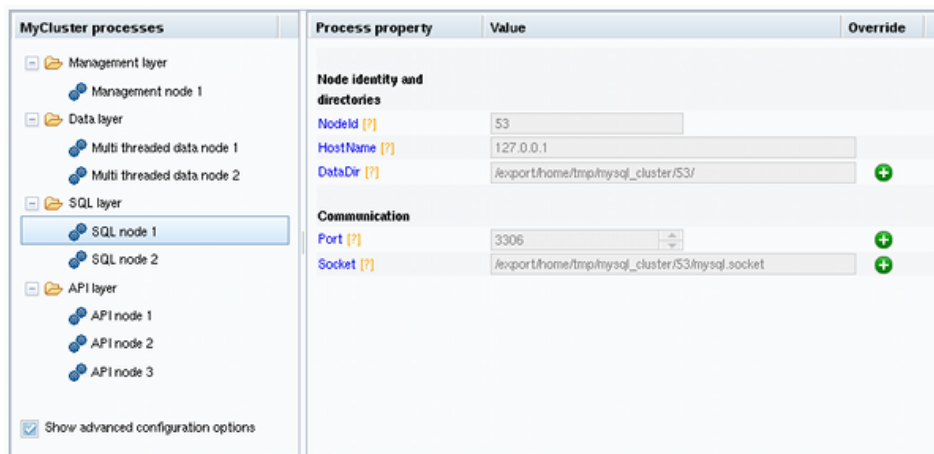 MyCluster processes
Management layer
Management node 1
Data layer
Multi threaded data node 1
Multi threaded data node 2
SQL layer
SQL node 1
SQL node 2
API layer
API node 1
API node 2
API node 3
Show advanced configuration options
Process property Value Override
Node identity and
directories
NodeId [?] 53
HostName [?] 127.0.0.1
DataDir [?] /export/home/tmp/mysql_cluster/53/
Communication
Port [?] 3306
Socket [?] /export/home/tmp/mysql_cluster/53/mysql.socket